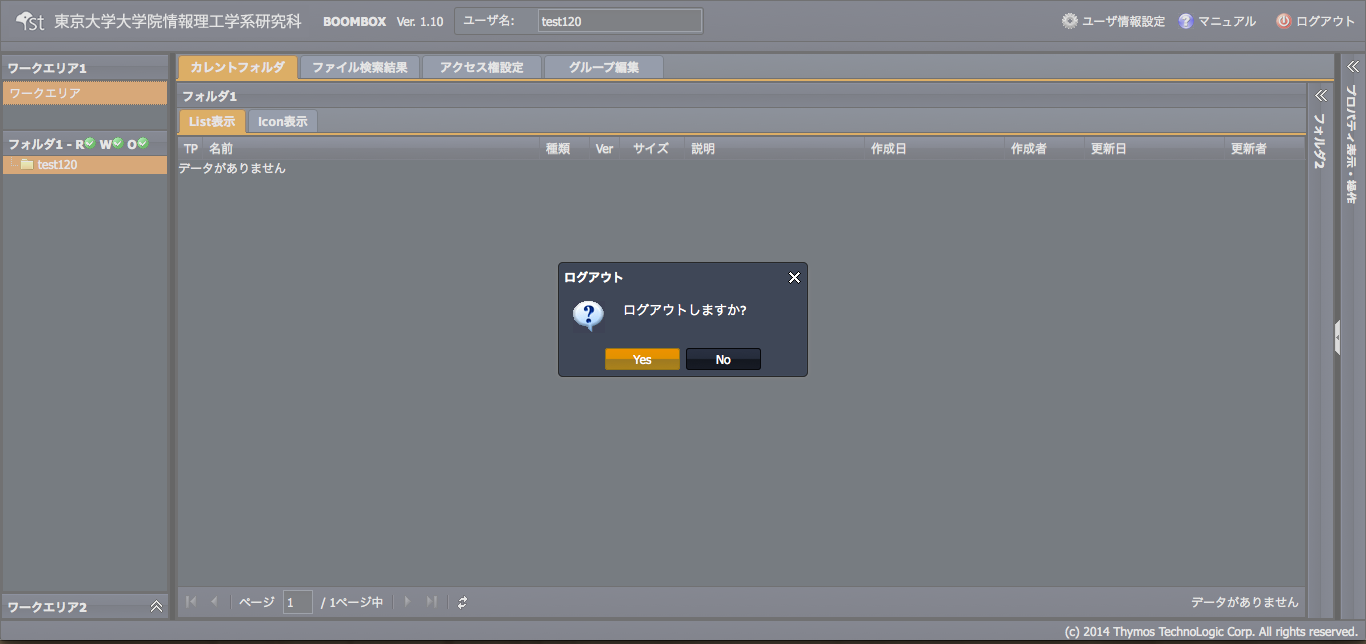 1st 東京大学大学院情報理工学系研究科 BOOMBOX Ver. 1.10 ユーザ名: test120 ユーザ情報設定 ? マニュアル ログアウト
ワークエリア1
ワークエリア
フォルダ1 - R W O
test120
カレントフォルダ ファイル検索結果 アクセス権設定 グループ編集
フォルダ1
List表示 Icon表示
TP 名前 種類 Ver サイズ 説明 作成日 作成者 更新日 更新者
データがありません
ログアウト
? ログアウトしますか?
Yes No
フォルダ2
プロパティ表示・操作
ワークエリア2
ページ 1 / 1ページ中 データがありません
(c) 2014 Thymos TechnoLogic Corp. All rights reserved.